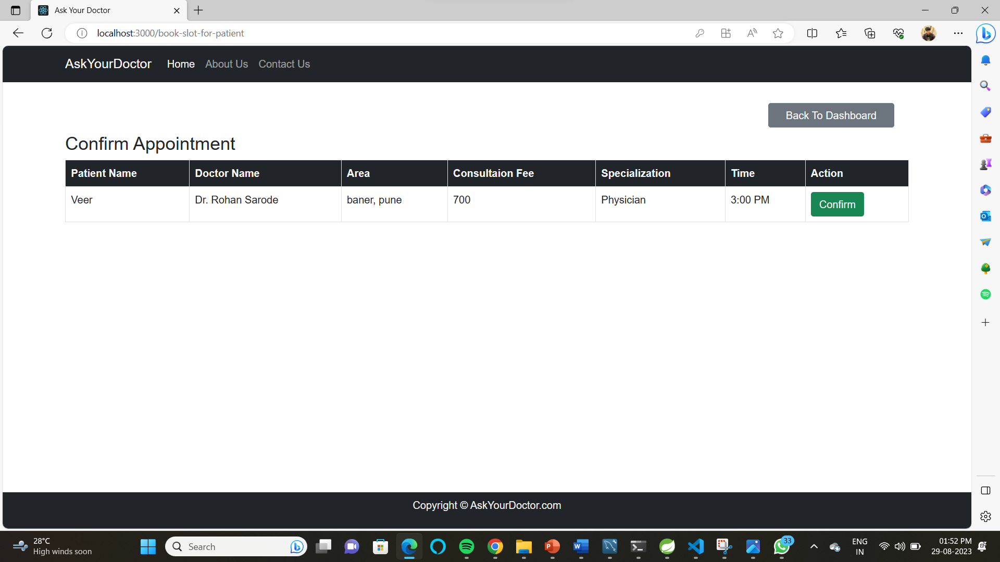 Ask Your Doctor
localhost:3000/book-slot-for-patient
AskYourDoctor Home About Us Contact Us
Back To Dashboard
Confirm Appointment
Patient Name Doctor Name Area Consultaion Fee Specialization Time Action
Veer Dr. Rohan Sarode baner, pune 700 Physician 3:00 PM Confirm
Copyright © AskYourDoctor.com
28°C
High winds soon
Search
33
ENG
IN
01:52 PM
29-08-2023